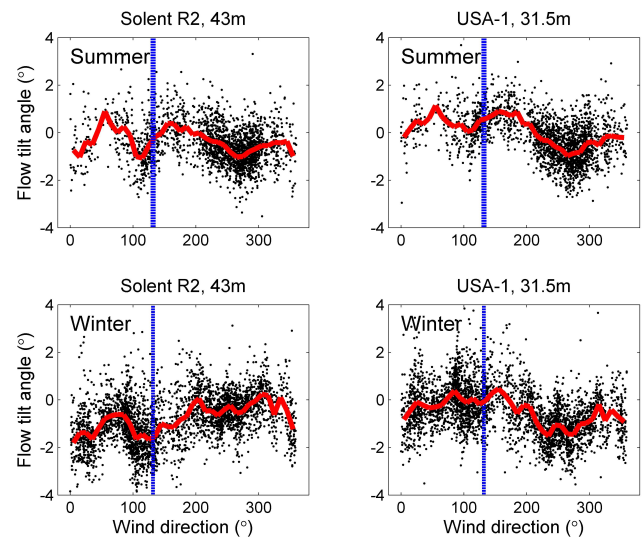 Solent R2, 43m
USA-1, 31.5m
4
2
0
-2
-4
Flow tilt angle (°)
Summer
0 100 200 300
4
2
0
-2
-4
Summer
0 100 200 300
Solent R2, 43m
USA-1, 31.5m
4
2
0
-2
-4
Flow tilt angle (°)
Winter
0 100 200 300
Wind direction (°)
4
2
0
-2
-4
Winter
0 100 200 300
Wind direction (°)